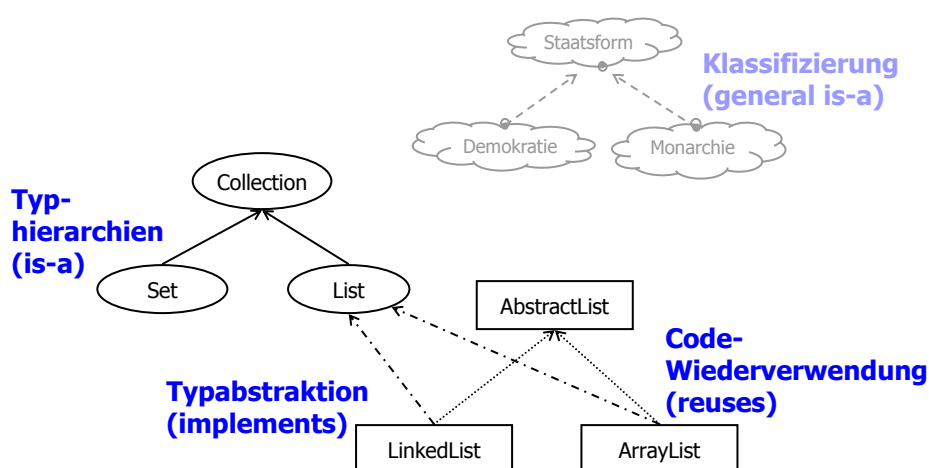 Staatsform
Klassifizierung
(general is-a)
Demokratie
Monarchie
Collection
Typ-
hierarchien
(is-a)
Set
List
AbstractList
Code-
Wiederverwendung
(reuses)
Typabstraktion
(implements)
LinkedList
ArrayList